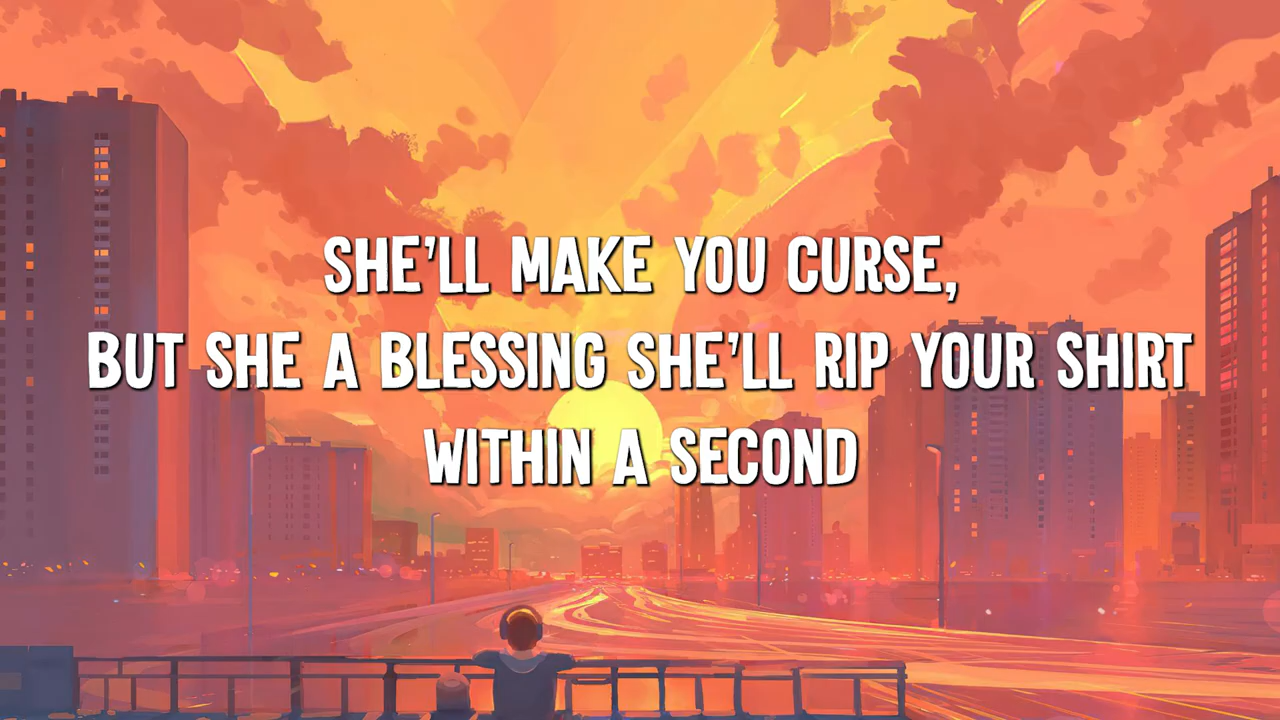 SHE'LL MAKE YOU CURSE,
BUT SHE A BLESSING SHE'LL RIP YOUR SHIRT
WITHIN A SECOND